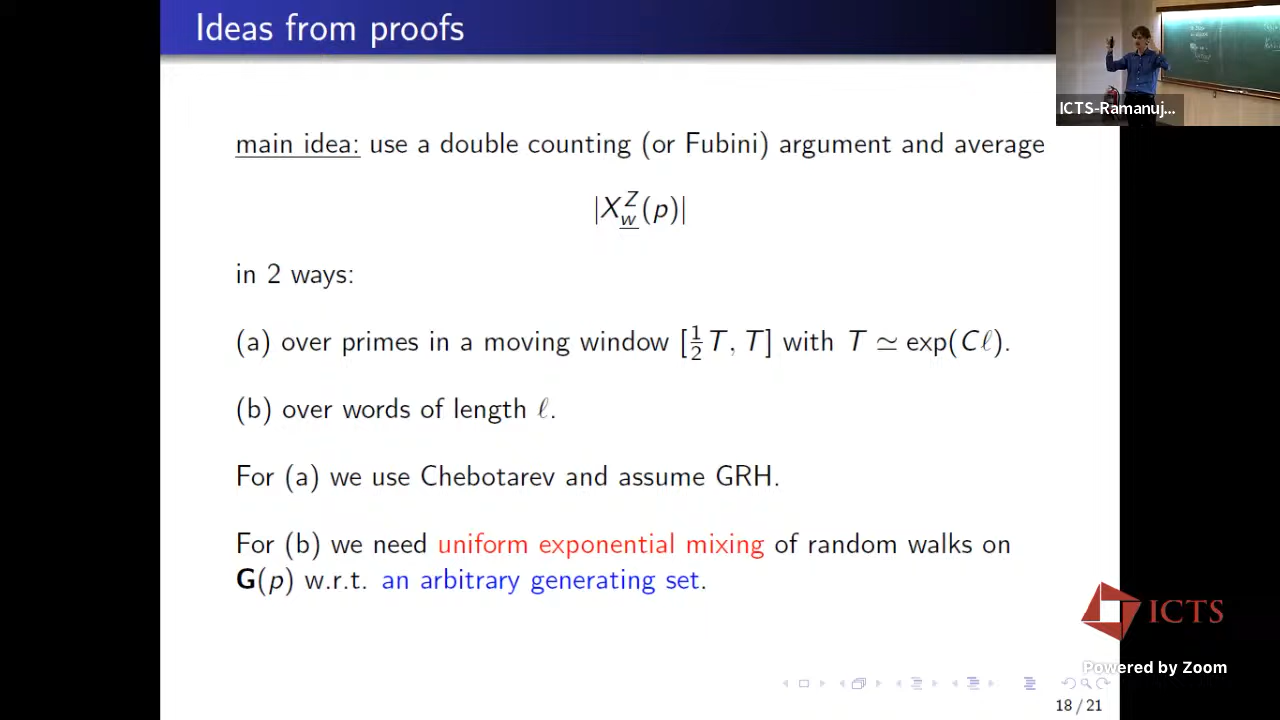 Ideas from proofs
main idea: use a double counting (or Fubini) argument and average
|X_w^Z(p)|
in 2 ways:
(a) over primes in a moving window [½T, T] with T ≃ exp(Cℓ).
(b) over words of length ℓ.
For (a) we use Chebotarev and assume GRH.
For (b) we need uniform exponential mixing of random walks on
G(p) w.r.t. an arbitrary generating set.
ICTS-Ramanuj...
ICTS
Powered by Zoom
18 / 21